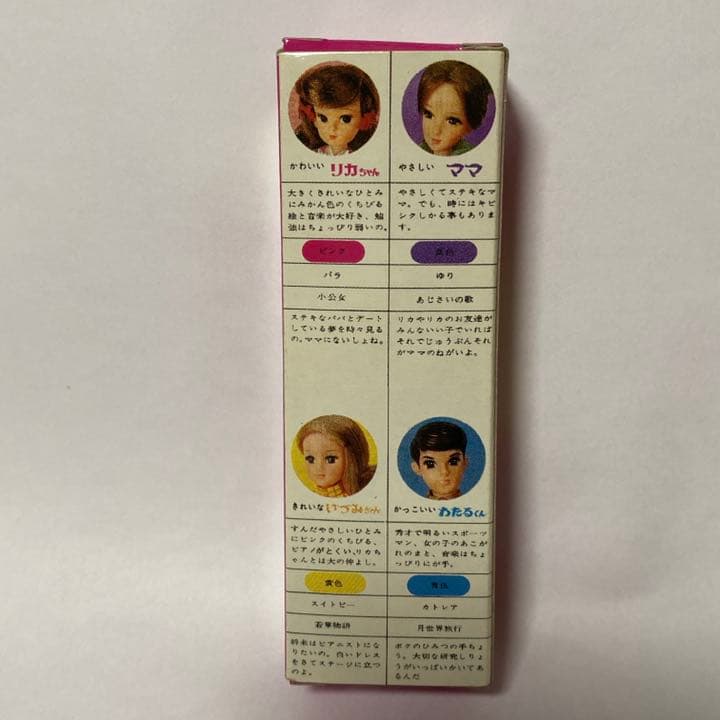 かわいい リカちゃん
大きくきれいなひとみ
にみかん色のくちびる
絵と音楽が大好き、勉
強はちょっぴり弱いの。
ピンク
バラ
小公女
ステキなパパとデート
している夢を時々見る
の。ママにないしょね。
やさしい ママ
やさしくてステキなマ
マ。でも、時にはキビ
シクしかる事もありま
す。
ゆり
あじさいの歌
リカやリカのお友達が
みんないい子でいれば
それでじゅうぶんそれ
がママのねがいよ。
きれいな いづみちゃん
すんだやさしいひとみ
にピンクのくちびる、
ピアノがとくい、リカち
ゃんとは大の仲よし。
黄色
スイトピー
若草物語
将来はピアニストにな
りたいの。白いドレス
をきてステージに立つ
のよ。
かっこいい わたるくん
秀才で明るいスポーツ
マン、女の子のあこが
れのまと、音楽はちょ
っぴりにが手。
青色
カトレア
月世界旅行
ボクのひみつの手ちょ
う。大切な研究しりょ
うがいっぱいかいてあ
るんだ